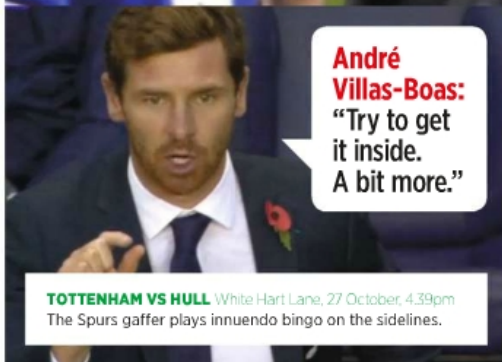 André
Villas-Boas:
“Try to get
it inside.
A bit more.”
TOTTENHAM VS HULL White Hart Lane, 27 October, 4.39pm
The Spurs gaffer plays innuendo bingo on the sidelines.